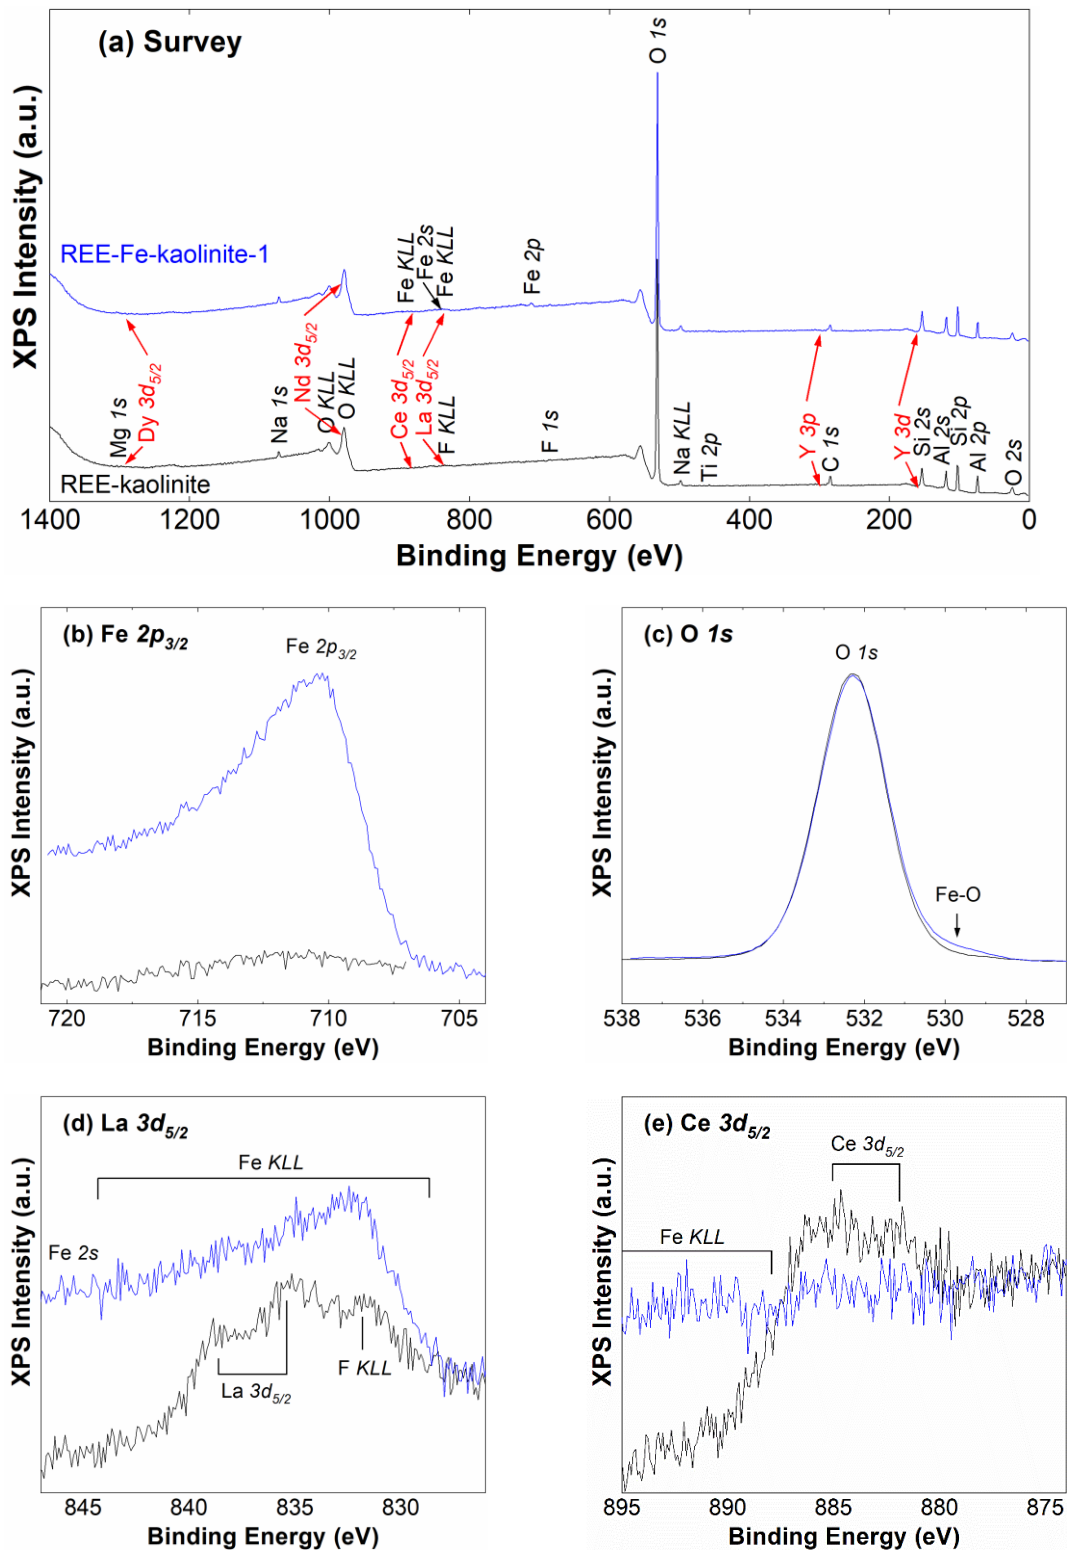 (a) Survey
O 1s
REE-Fe-kaolinite-1
Fe KLL
Fe 2s
Fe KLL
Fe 2p
Mg 1s
Dy 3d5/2
Na 1s
Nd 3d5/2
O KLL
O KLL
Ce 3d5/2
La 3d5/2
F KLL
F 1s
Na KLL
Ti 2p
Y 3p
C 1s
Y 3d
Si 2s
Al 2s
Si 2p
Al 2p
O 2s
REE-kaolinite
XPS Intensity (a.u.)
1400 1200 1000 800 600 400 200 0
Binding Energy (eV)
(b) Fe 2p3/2
Fe 2p3/2
XPS Intensity (a.u.)
720 715 710 705
Binding Energy (eV)
(c) O 1s
O 1s
Fe-O
XPS Intensity (a.u.)
538 536 534 532 530 528
Binding Energy (eV)
(d) La 3d5/2
Fe KLL
Fe 2s
F KLL
La 3d5/2
XPS Intensity (a.u.)
845 840 835 830
Binding Energy (eV)
(e) Ce 3d5/2
Ce 3d5/2
Fe KLL
XPS Intensity (a.u.)
895 890 885 880 875
Binding Energy (eV)